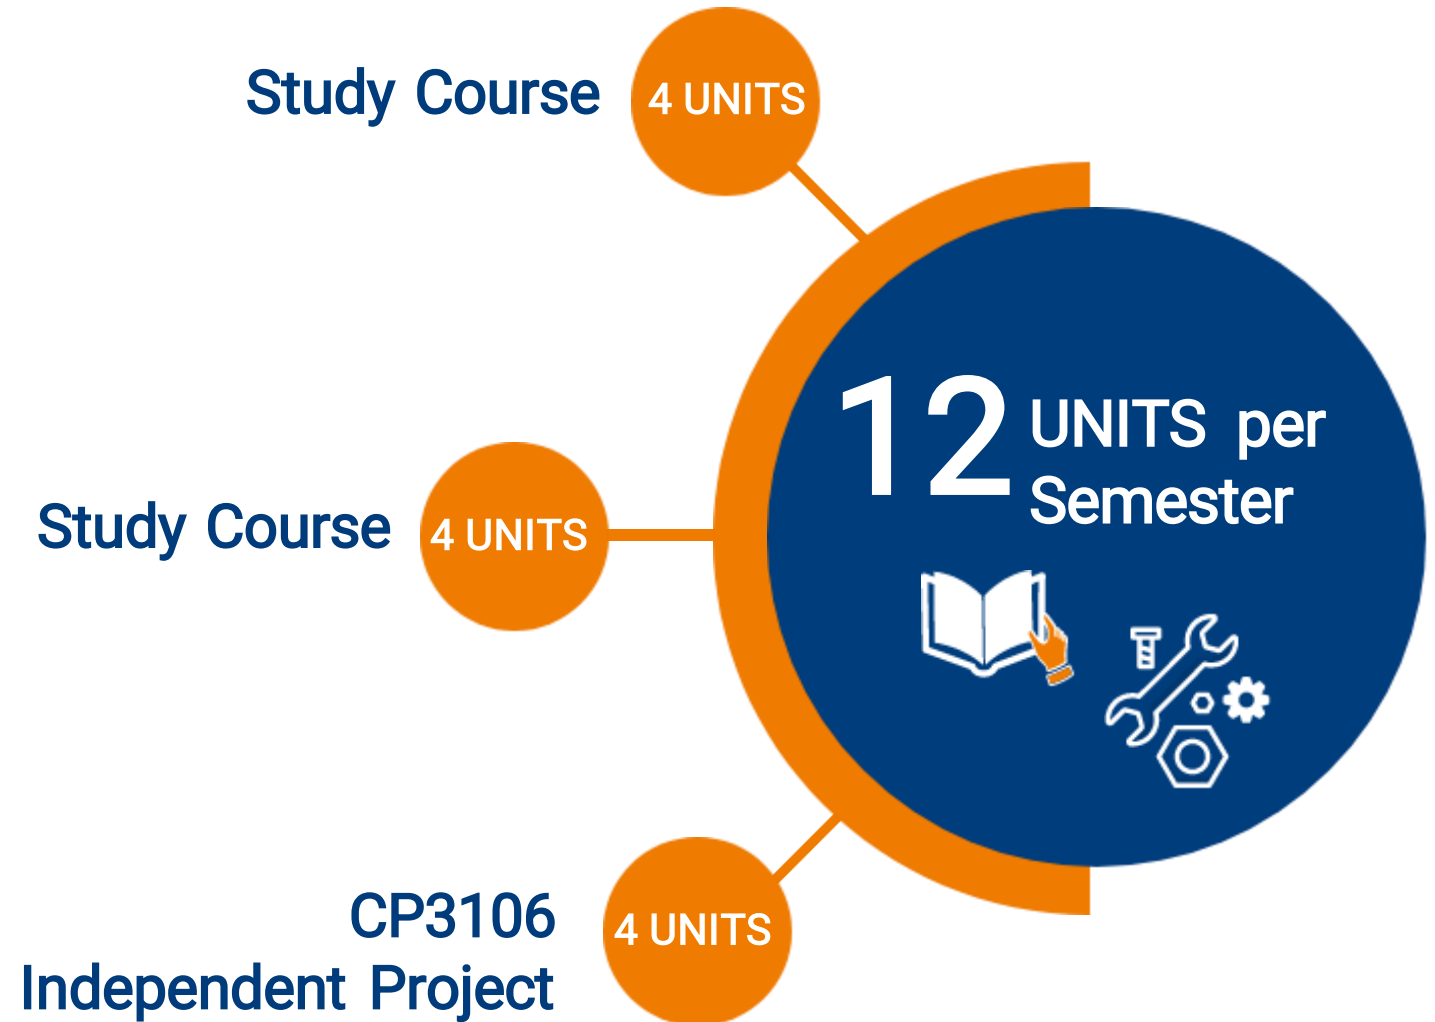 Study Course
4 UNITS
12 UNITS per
Semester
Study Course
4 UNITS
CP3106
Independent Project
4 UNITS